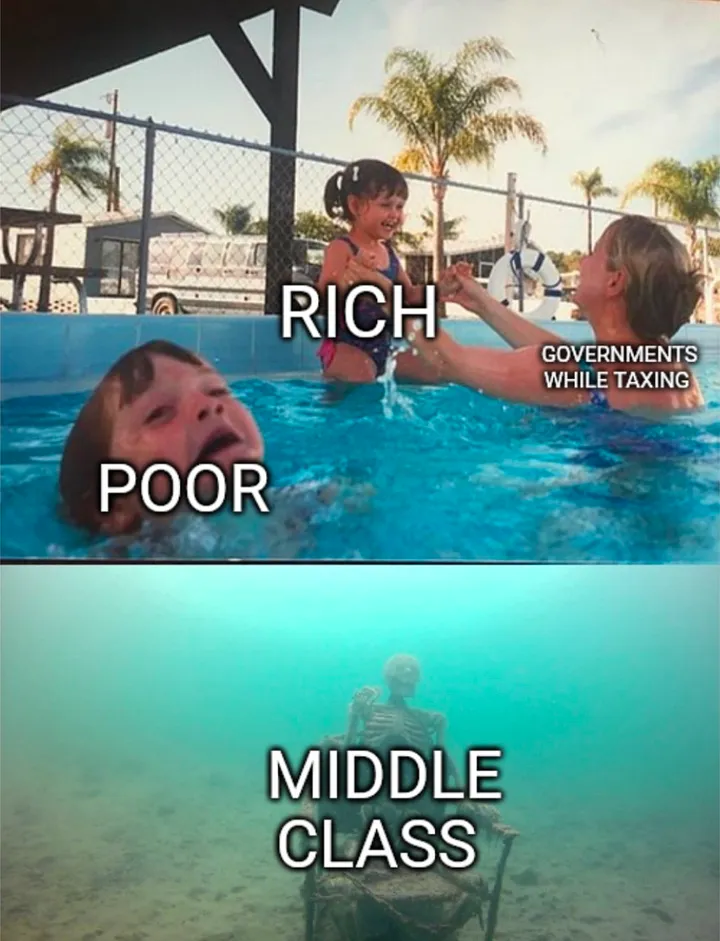 RICH
GOVERNMENTS
WHILE TAXING
POOR
MIDDLE
CLASS